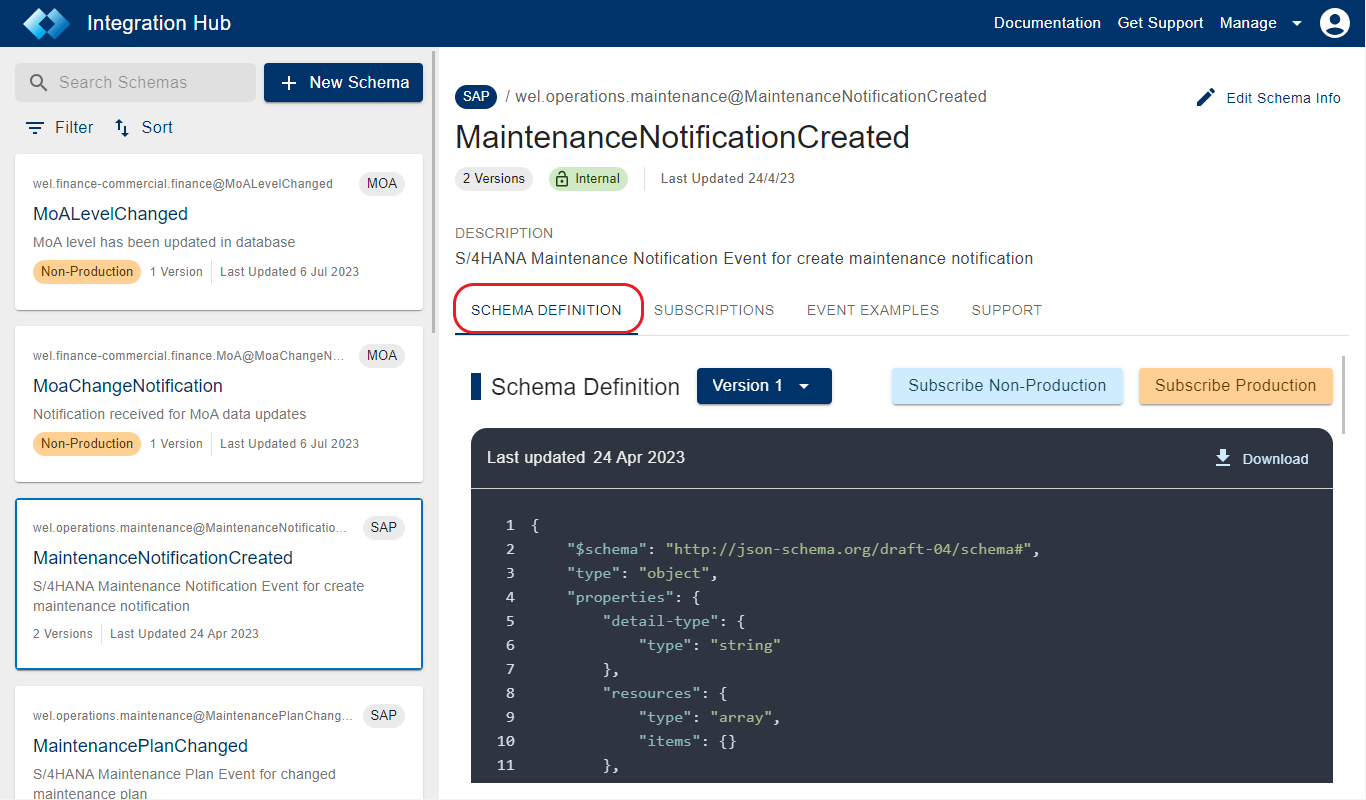 Integration Hub
Documentation Get Support Manage
Search Schemas
New Schema
Filter Sort
wel.finance-commercial.finance@MoALevelChanged MOA
MoALevelChanged
MoA level has been updated in database
Non-Production 1 Version Last Updated 6 Jul 2023
wel.finance-commercial.finance.MoA@MoaChangeN... MOA
MoaChangeNotification
Notification received for MoA data updates
Non-Production 1 Version Last Updated 6 Jul 2023
wel.operations.maintenance@MaintenanceNotificatio... SAP
MaintenanceNotificationCreated
S/4HANA Maintenance Notification Event for create
maintenance notification
2 Versions Last Updated 24 Apr 2023
wel.operations.maintenance@MaintenancePlanChang... SAP
MaintenancePlanChanged
S/4HANA Maintenance Plan Event for changed
maintenance plan
SAP / wel.operations.maintenance@MaintenanceNotificationCreated
Edit Schema Info
MaintenanceNotificationCreated
2 Versions Internal Last Updated 24/4/23
DESCRIPTION
S/4HANA Maintenance Notification Event for create maintenance notification
SCHEMA DEFINITION SUBSCRIPTIONS EVENT EXAMPLES SUPPORT
Schema Definition Version 1 Subscribe Non-Production Subscribe Production
Last updated 24 Apr 2023 Download
1 {
2 "$schema": "http://json-schema.org/draft-04/schema#",
3 "type": "object",
4 "properties": {
5 "detail-type": {
6 "type": "string"
7 },
8 "resources": {
9 "type": "array",
10 "items": {}
11 },